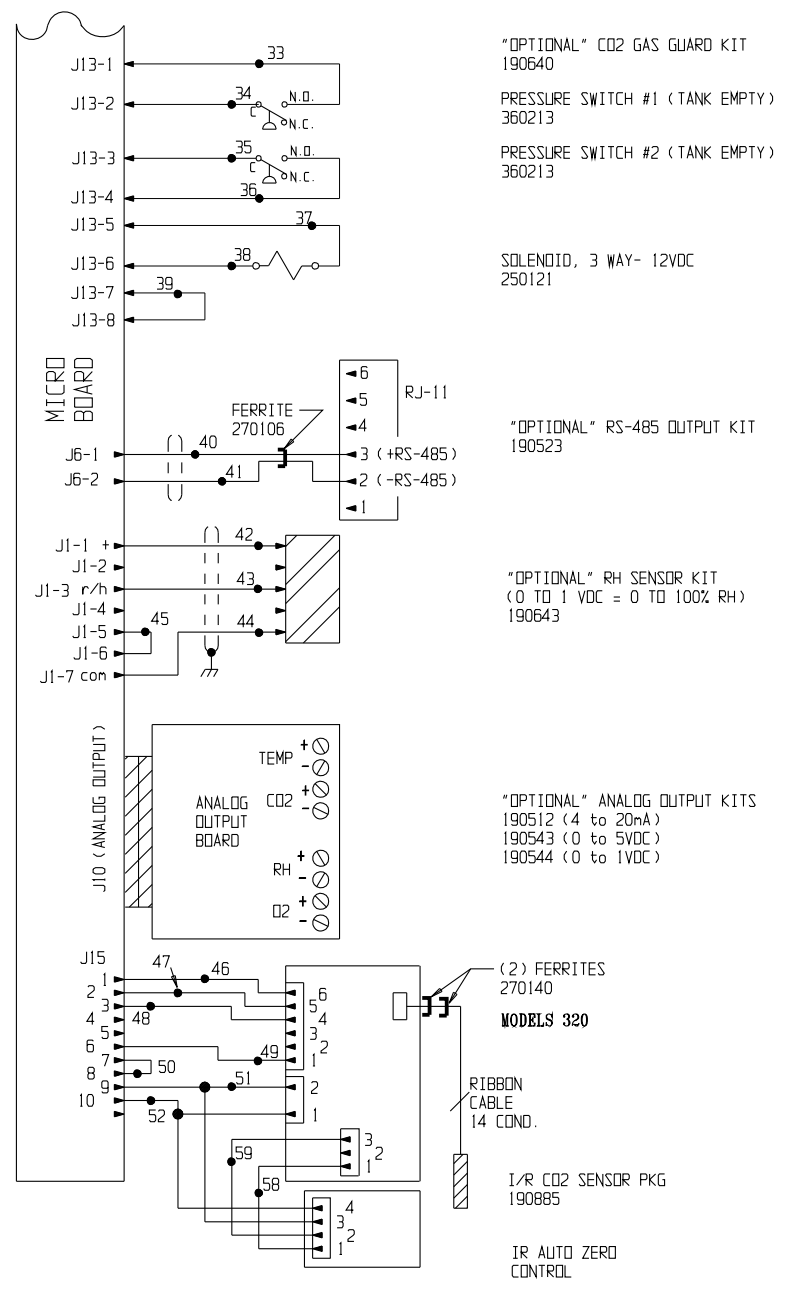 33
"OPTIONAL" CO2 GAS GUARD KIT
190640
J13-1
34
N.O.
J13-2
C
N.C.
PRESSURE SWITCH #1 (TANK EMPTY)
360213
35
N.O.
J13-3
C
N.C.
PRESSURE SWITCH #2 (TANK EMPTY)
360213
36
J13-4
37
J13-5
38
J13-6
SOLENOID, 3 WAY- 12VDC
250121
39
J13-7
J13-8
MICRO
BOARD
6
RJ-11
5
4
FERRITE
270106
"OPTIONAL" RS-485 OUTPUT KIT
190523
J6-1
40
3 (+RS-485)
J6-2
41
2 (-RS-485)
1
J1-1 +
42
J1-2
J1-3 r/h
43
"OPTIONAL" RH SENSOR KIT
(0 TO 1 VDC = 0 TO 100% RH)
190643
J1-4
45
44
J1-5
J1-6
J1-7 com
J10 (ANALOG OUTPUT)
ANALOG
OUTPUT
BOARD
TEMP
+
-
CO2
+
-
RH
+
-
O2
+
-
"OPTIONAL" ANALOG OUTPUT KITS
190512 (4 to 20mA)
190543 (0 to 5VDC)
190544 (0 to 1VDC)
J15
47
46
1
2
3
4
48
5
6
49
7
8
50
9
51
10
52
6
5
4
3
2
1
2
1
(2) FERRITES
270140
MODELS 320
RIBBON
CABLE
14 COND.
59
58
3
2
1
I/R CO2 SENSOR PKG
190885
4
3
2
1
IR AUTO ZERO
CONTROL